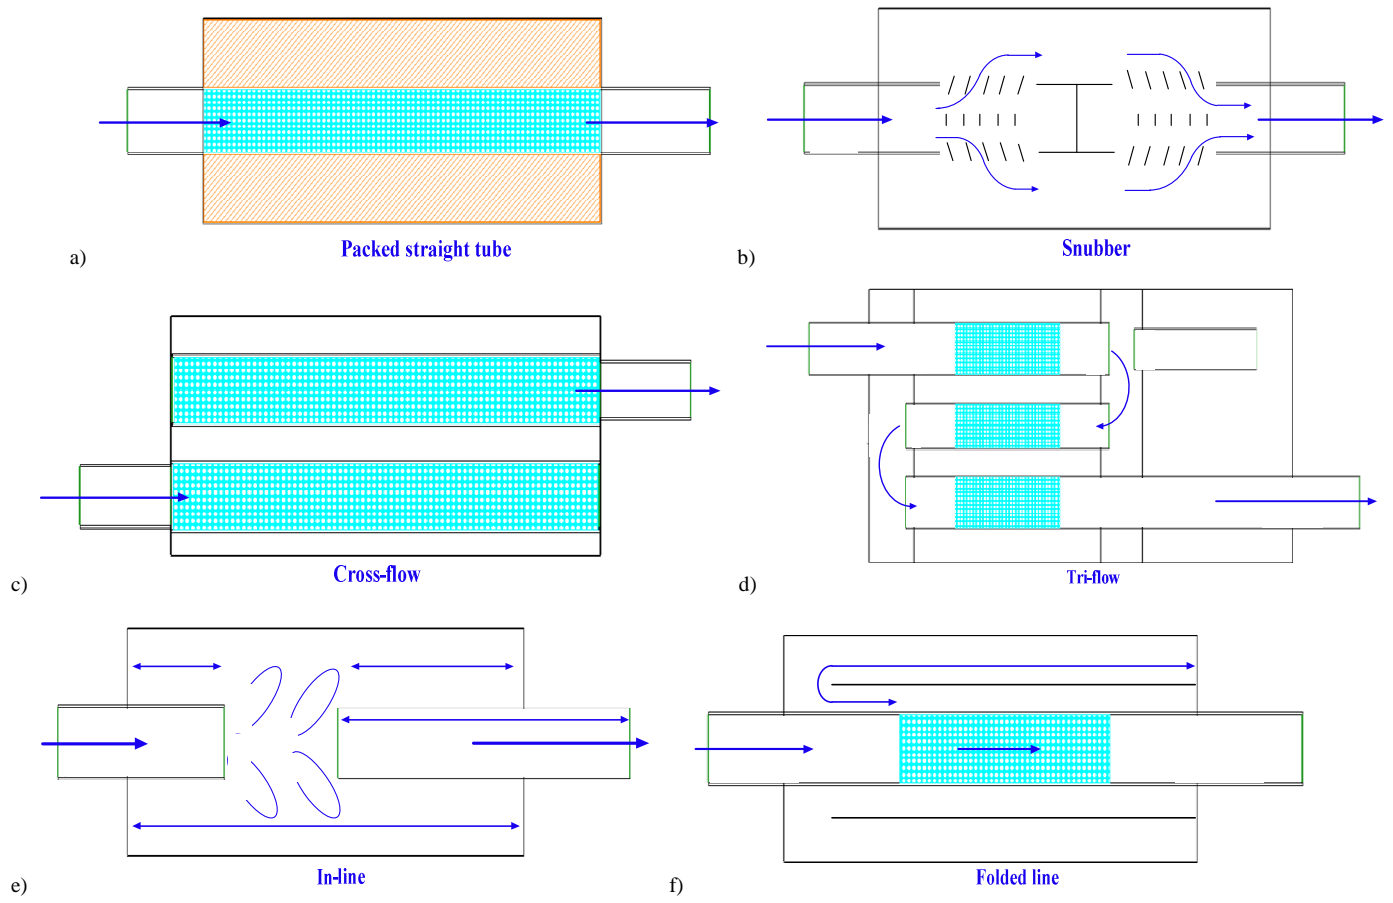 a)
Packed straight tube
b)
Snubber
c)
Cross-flow
d)
Tri-flow
e)
In-line
f)
Folded line